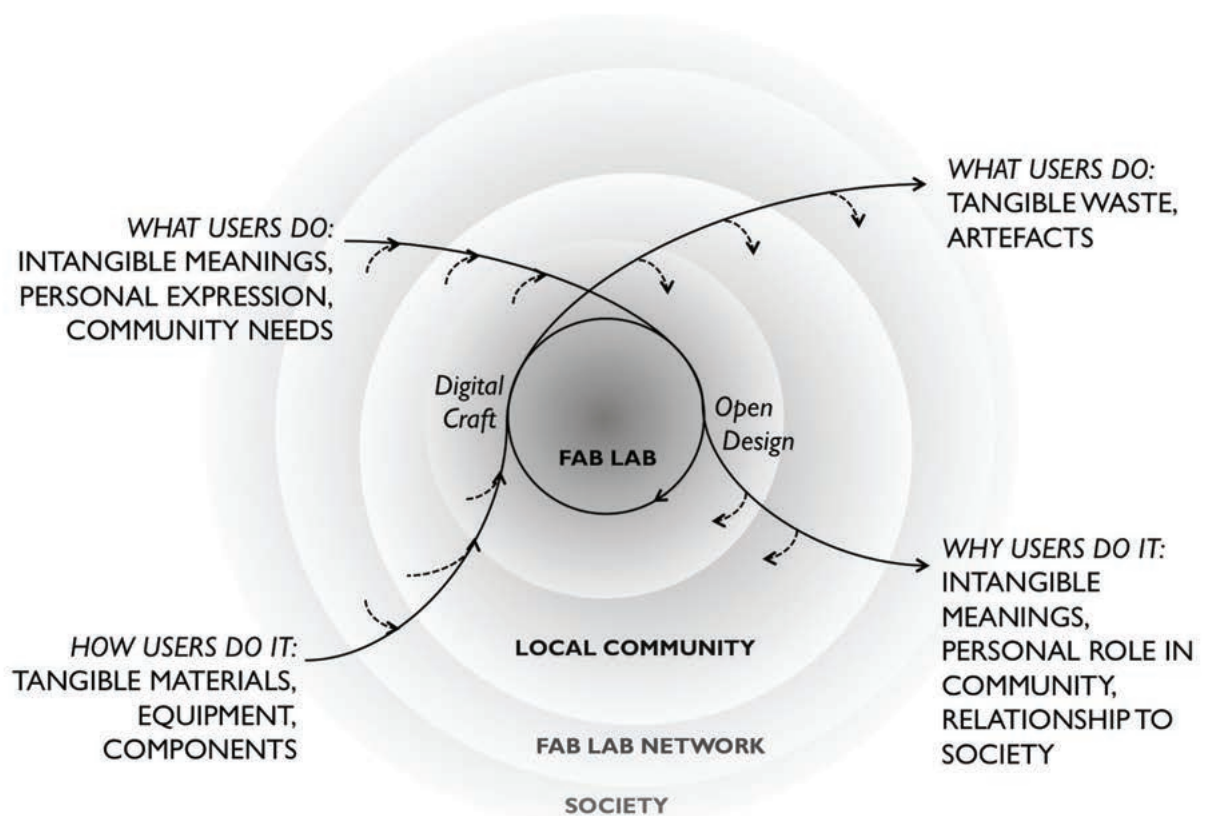 WHAT USERS DO:
INTANGIBLE MEANINGS,
PERSONAL EXPRESSION,
COMMUNITY NEEDS
WHAT USERS DO:
TANGIBLE WASTE,
ARTEFACTS
Digital
Craft
Open
Design
FAB LAB
HOW USERS DO IT:
TANGIBLE MATERIALS,
EQUIPMENT,
COMPONENTS
WHY USERS DO IT:
INTANGIBLE
MEANINGS,
PERSONAL ROLE IN
COMMUNITY,
RELATIONSHIP TO
SOCIETY
LOCAL COMMUNITY
FAB LAB NETWORK
SOCIETY